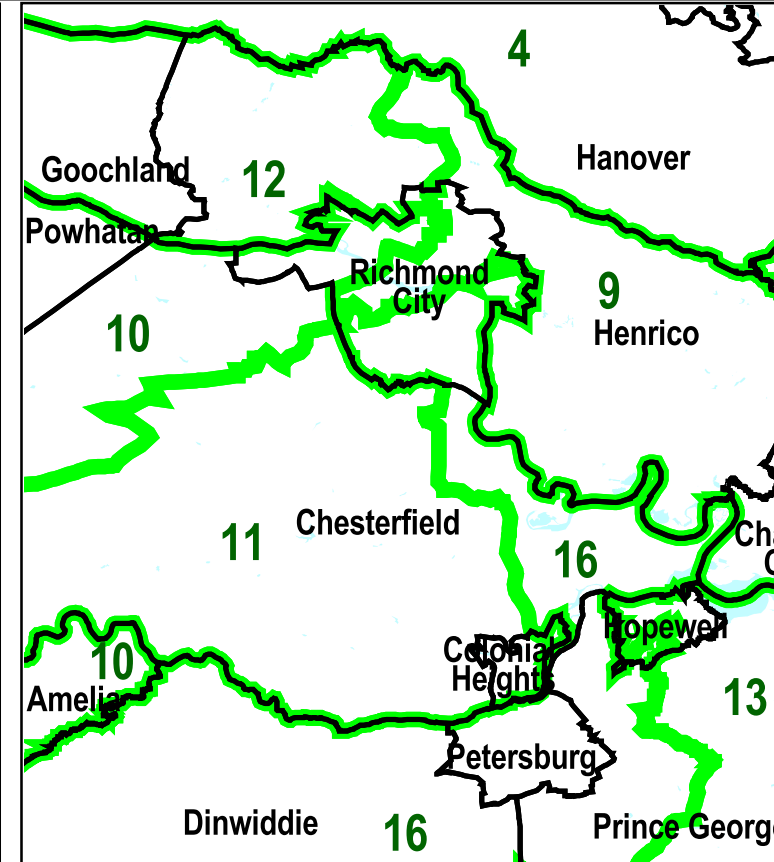 4
Hanover
Goochland
12
Powhatan
Richmond
City
9
Henrico
10
Chesterfield
11
16
Cha
C
Hopewell
Colonial
Heights
10
Amelia
13
Petersburg
Dinwiddie
16
Prince George